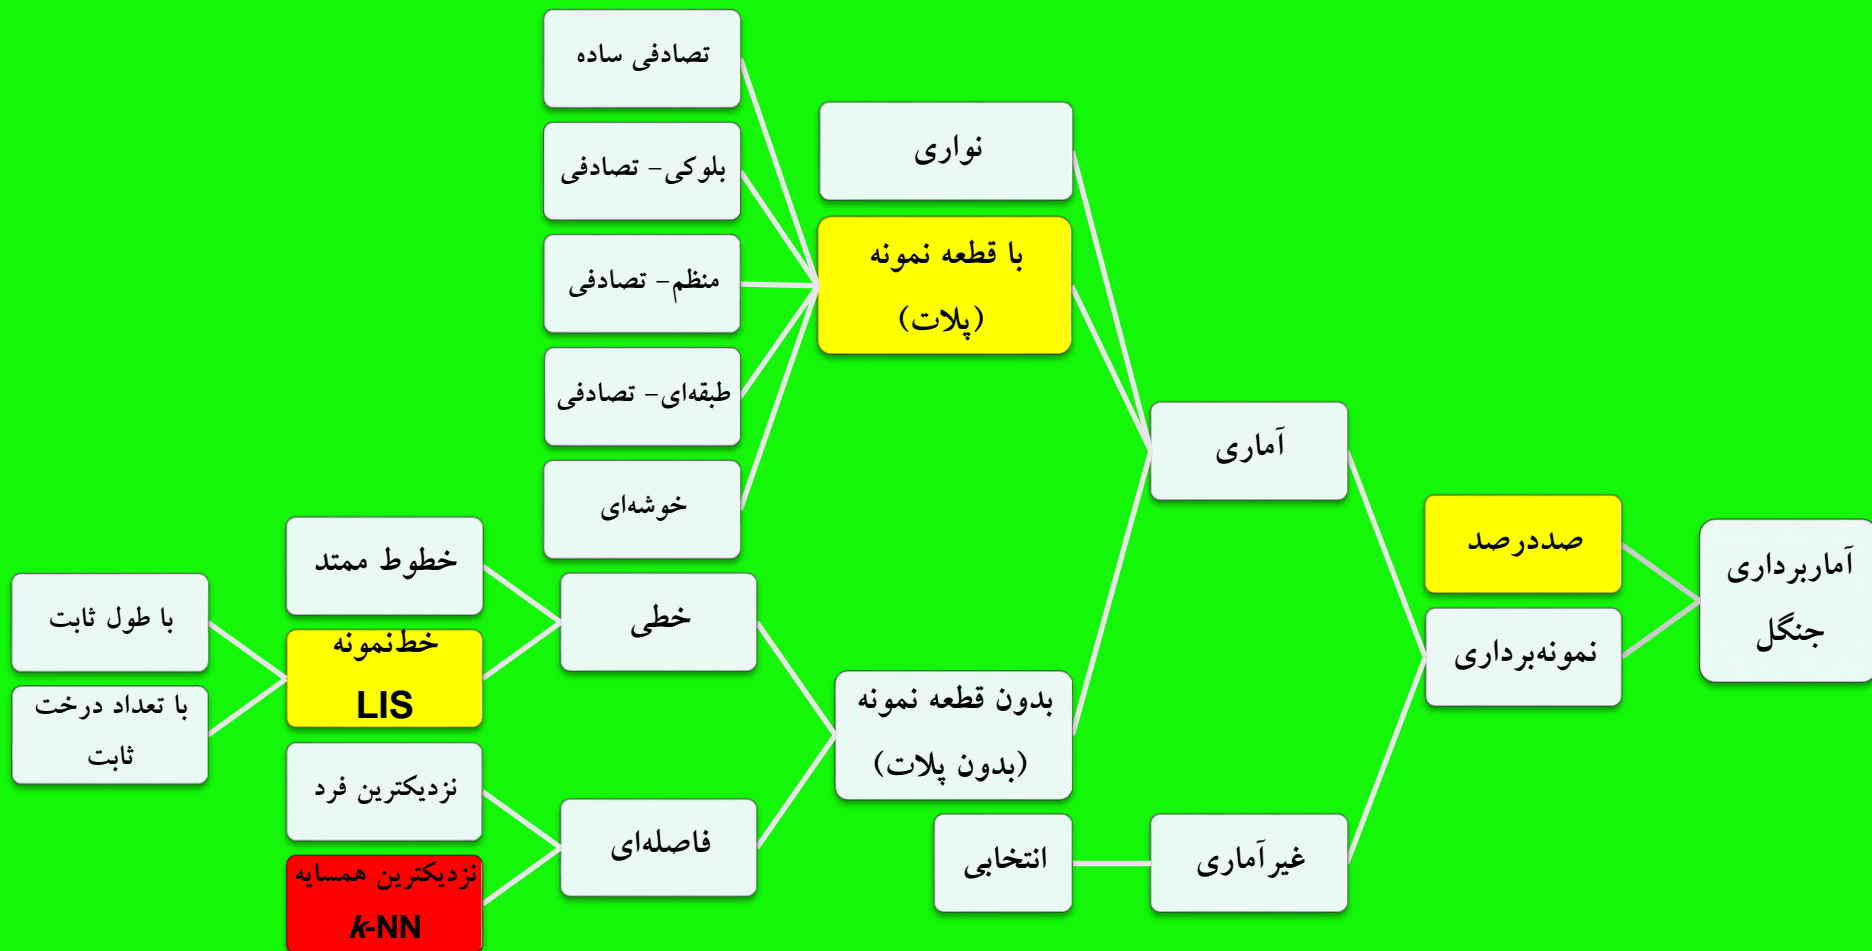 آماربرداری
جنگل
صددرصد
نمونه‌برداری
آماری
غیرآماری
نواری
با قطعه نمونه
(پلات)
بدون قطعه نمونه
(بدون پلات)
انتخابی
تصادفی ساده
بلوکی- تصادفی
منظم- تصادفی
طبقه‌ای- تصادفی
خوشه‌ای
خطی
فاصله‌ای
خطوط ممتد
خط‌نمونه
LIS
نزدیکترین فرد
نزدیکترین همسایه
k-NN
با طول ثابت
با تعداد درخت
ثابت